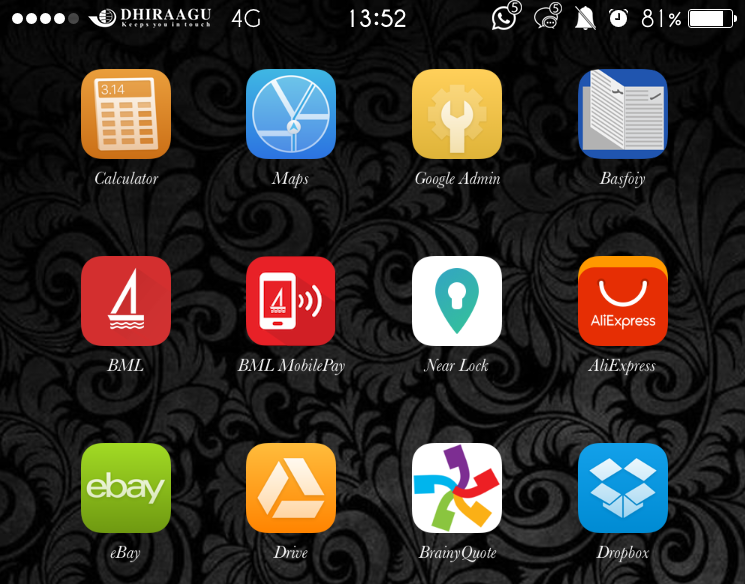 DHIRAAGU 4G 13:52 5 5 81%
Keeps you in touch
3.14
Calculator Maps Google Admin Basfoiy
AliExpress
BML BML MobilePay Near Lock AliExpress
ebay
eBay Drive BrainyQuote Dropbox